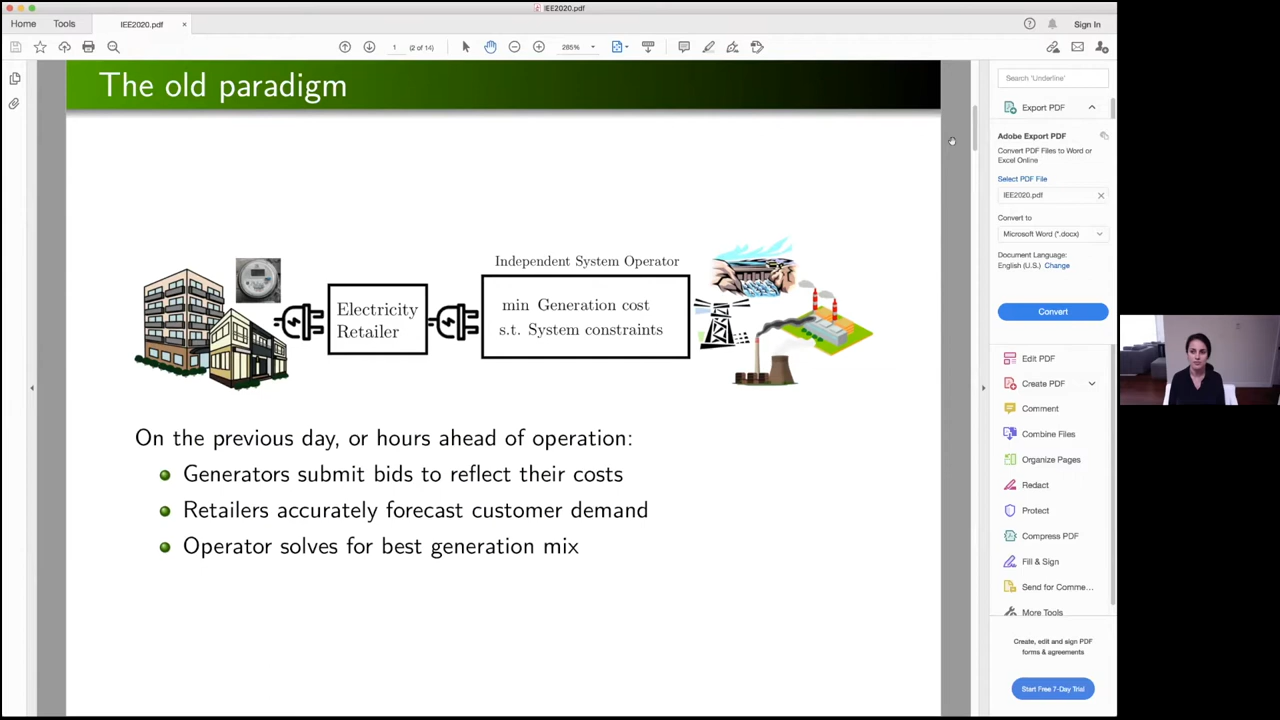 IEE2020.pdf
Home
Tools
IEE2020.pdf
Sign In
1
(2 of 14)
265%
The old paradigm
Search 'Underline'
Export PDF
Adobe Export PDF
Convert PDF Files to Word or
Excel Online
Select PDF File
IEE2020.pdf
Convert to
Microsoft Word (*.docx)
Document Language:
English (U.S.) Change
Convert
Edit PDF
Create PDF
Comment
Combine Files
Organize Pages
Redact
Protect
Compress PDF
Fill & Sign
Send for Comme...
More Tools
Create, edit and sign PDF
forms & agreements
Start Free 7-Day Trial
Independent System Operator
Electricity
Retailer
min Generation cost
s.t. System constraints
On the previous day, or hours ahead of operation:
Generators submit bids to reflect their costs
Retailers accurately forecast customer demand
Operator solves for best generation mix